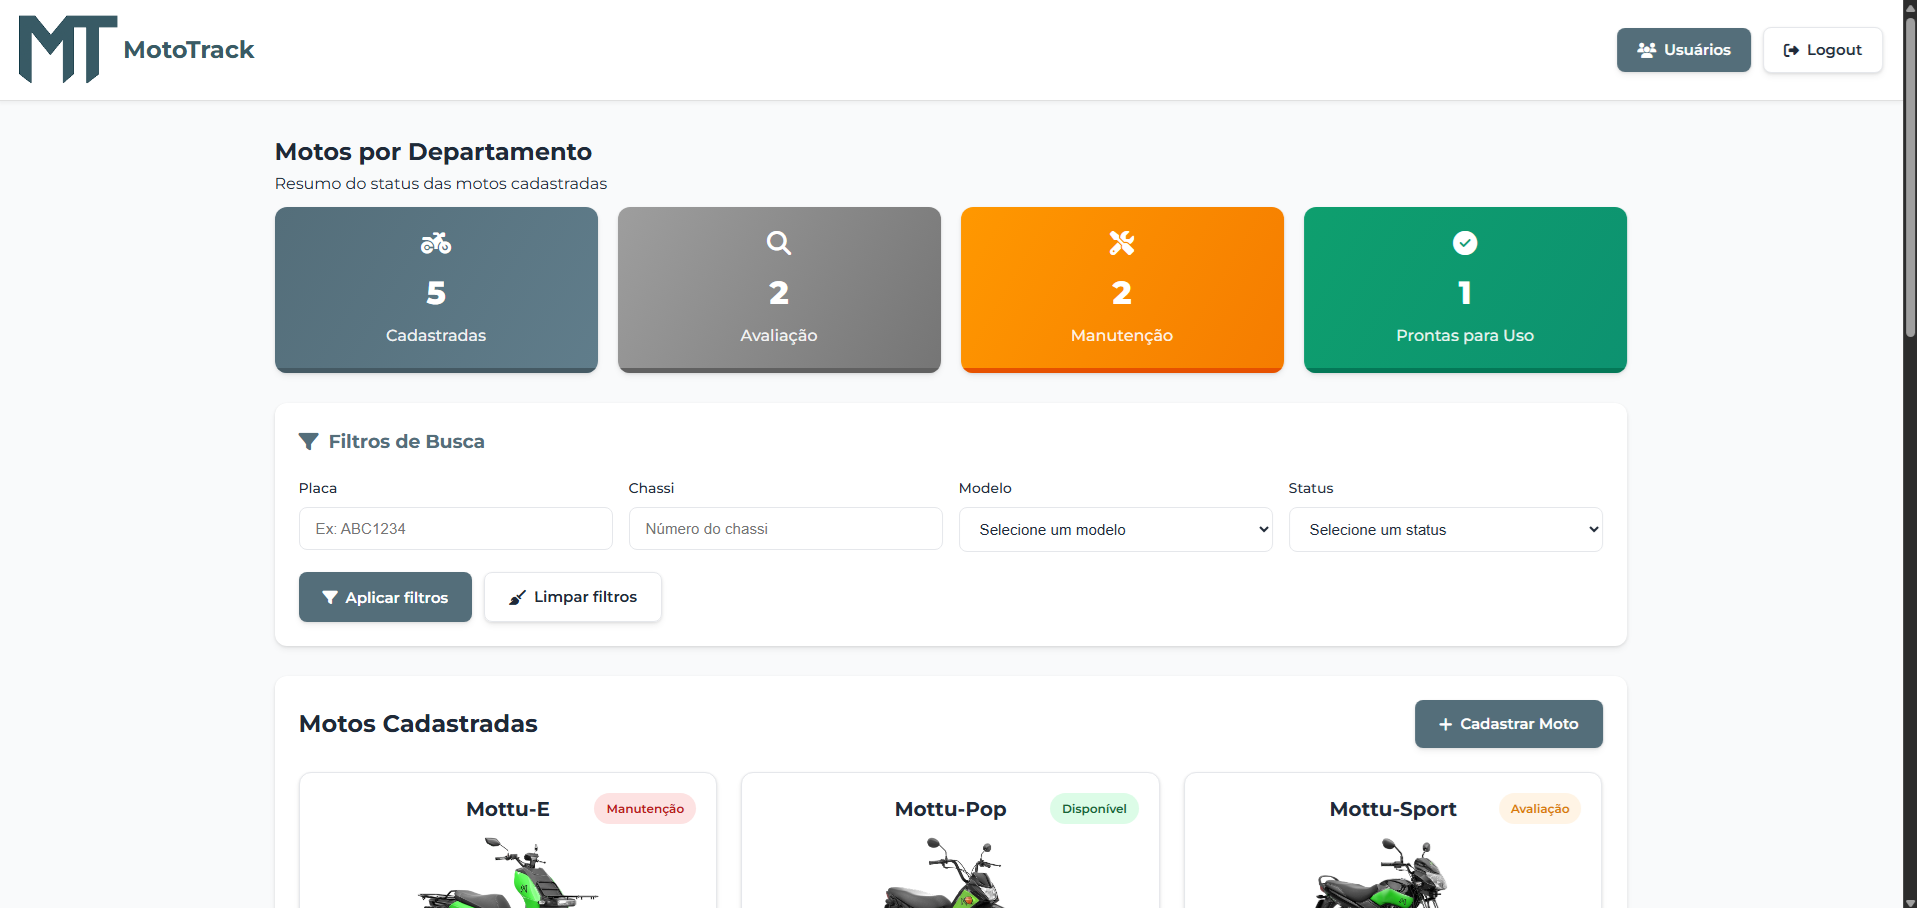 MT MotoTrack
Usuários
Logout
Motos por Departamento
Resumo do status das motos cadastradas
5
Cadastradas
2
Avaliação
2
Manutenção
1
Prontas para Uso
Filtros de Busca
Placa
Chassi
Modelo
Status
Ex: ABC1234
Número do chassi
Selecione um modelo
Selecione um status
Aplicar filtros
Limpar filtros
Motos Cadastradas
Cadastrar Moto
Mottu-E
Manutenção
Mottu-Pop
Disponível
Mottu-Sport
Avaliação